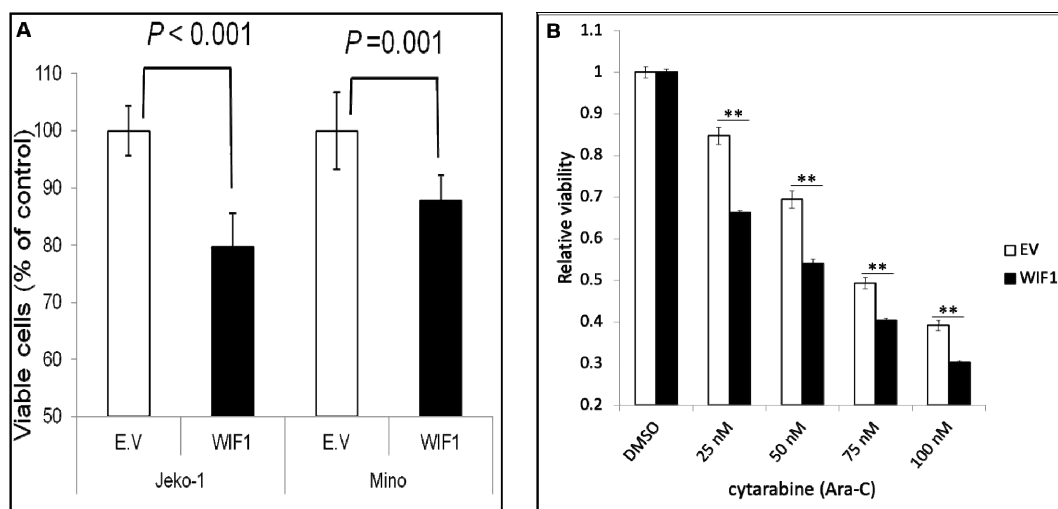 A
P< 0.001
P=0.001
Viable cells (% of control)
110
100
90
80
70
60
50
E.V
WIF1
E.V
WIF1
Jeko-1
Mino
B
Relative viability
1.1
1
0.9
0.8
0.7
0.6
0.5
0.4
0.3
0.2
**
**
**
**
EV
WIF1
DMSO
25 nM
50 nM
75 nM
100 nM
cytarabine (Ara-C)